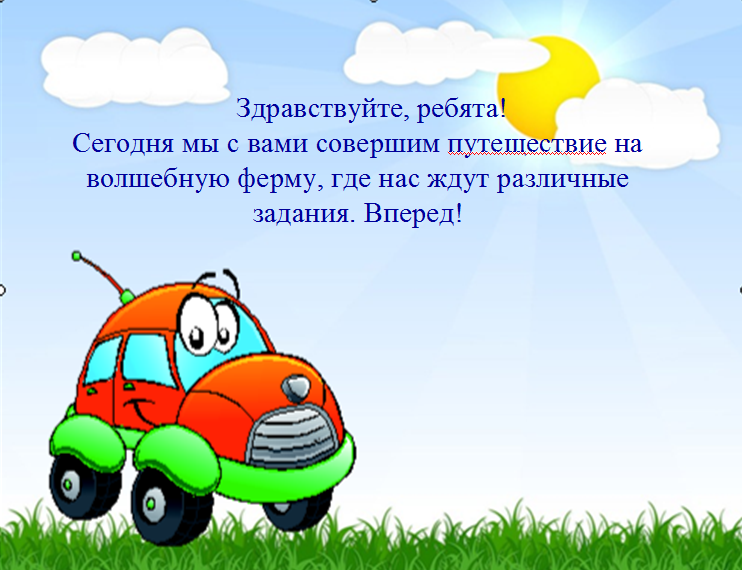 Здравствуйте, ребята!
Сегодня мы с вами совершим путешествие на
волшебную ферму, где нас ждут различные
задания. Вперед!